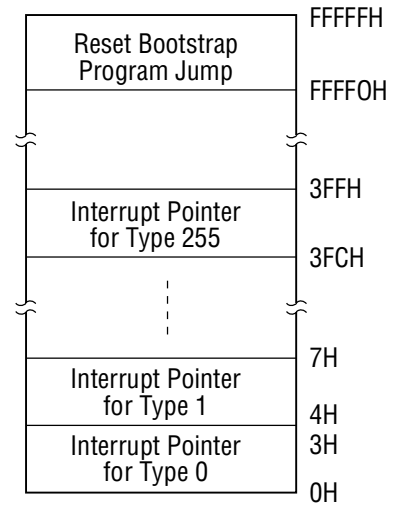 FFFFFH
Reset Bootstrap
Program Jump
FFFFOH
3FFH
Interrupt Pointer
for Type 255
3FCH
7H
Interrupt Pointer
for Type 1
4H
3H
Interrupt Pointer
for Type 0
0H